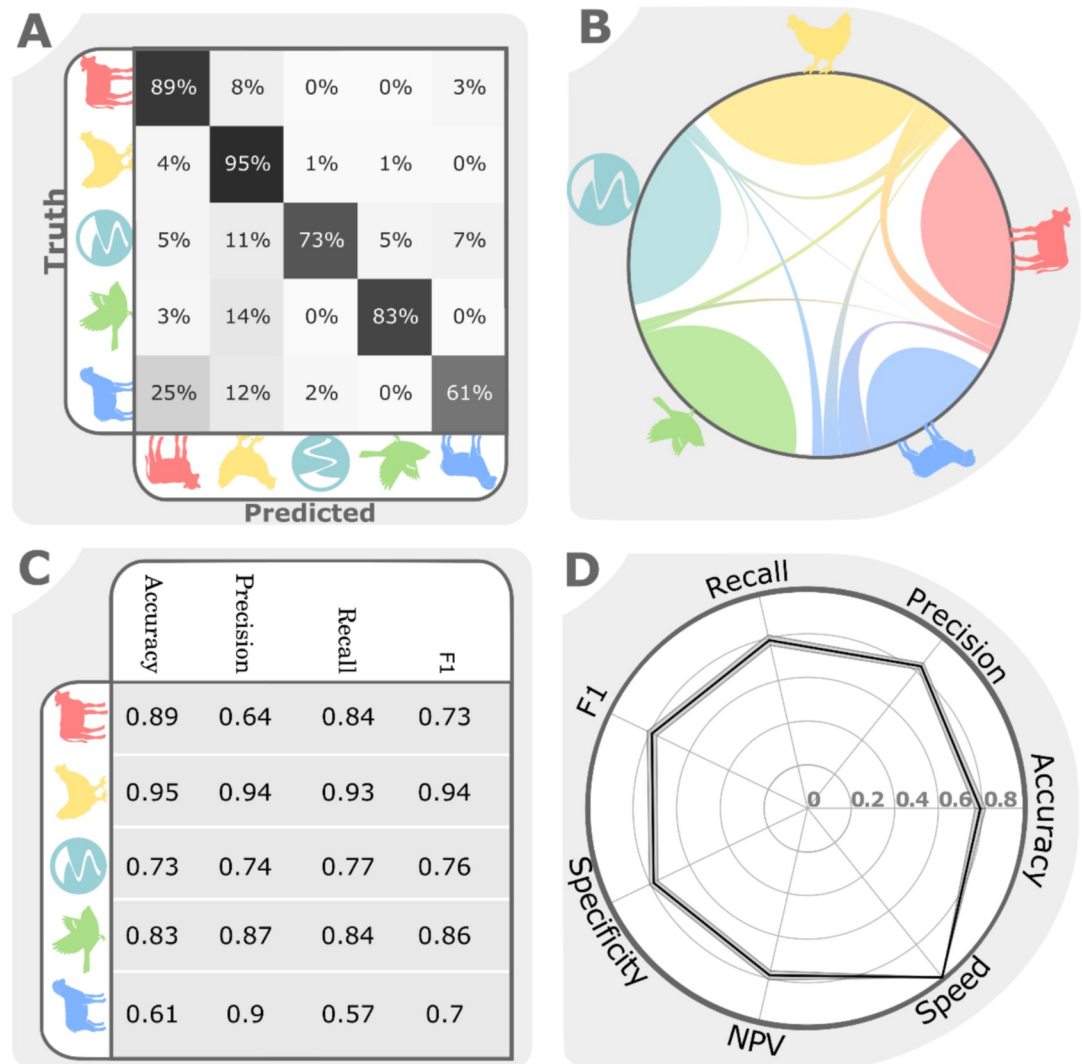 A
89% 8% 0% 0% 3%
4% 95% 1% 1% 0%
5% 11% 73% 5% 7%
3% 14% 0% 83% 0%
25% 12% 2% 0% 61%
Truth
Predicted
B
C
Accuracy Precision Recall F1
0.89 0.64 0.84 0.73
0.95 0.94 0.93 0.94
0.73 0.74 0.77 0.76
0.83 0.87 0.84 0.86
0.61 0.9 0.57 0.7
D
Recall
Precision
F1
0 0.2 0.4 0.6 0.8
Accuracy
Specificity
NPV
Speed